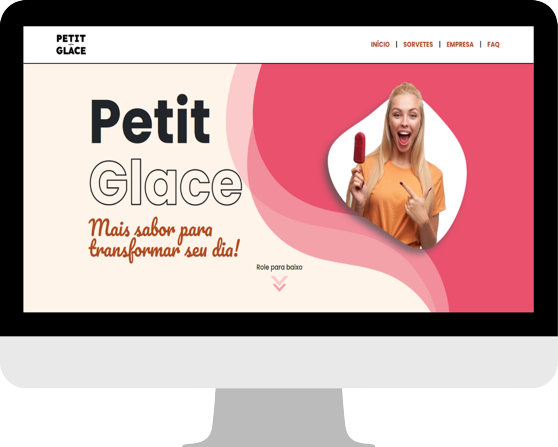 PETIT
GLACE
INÍCIO | SORVETES | EMPRESA | FAQ
Petit
Glace
Mais sabor para
transformar seu dia!
Role para baixo